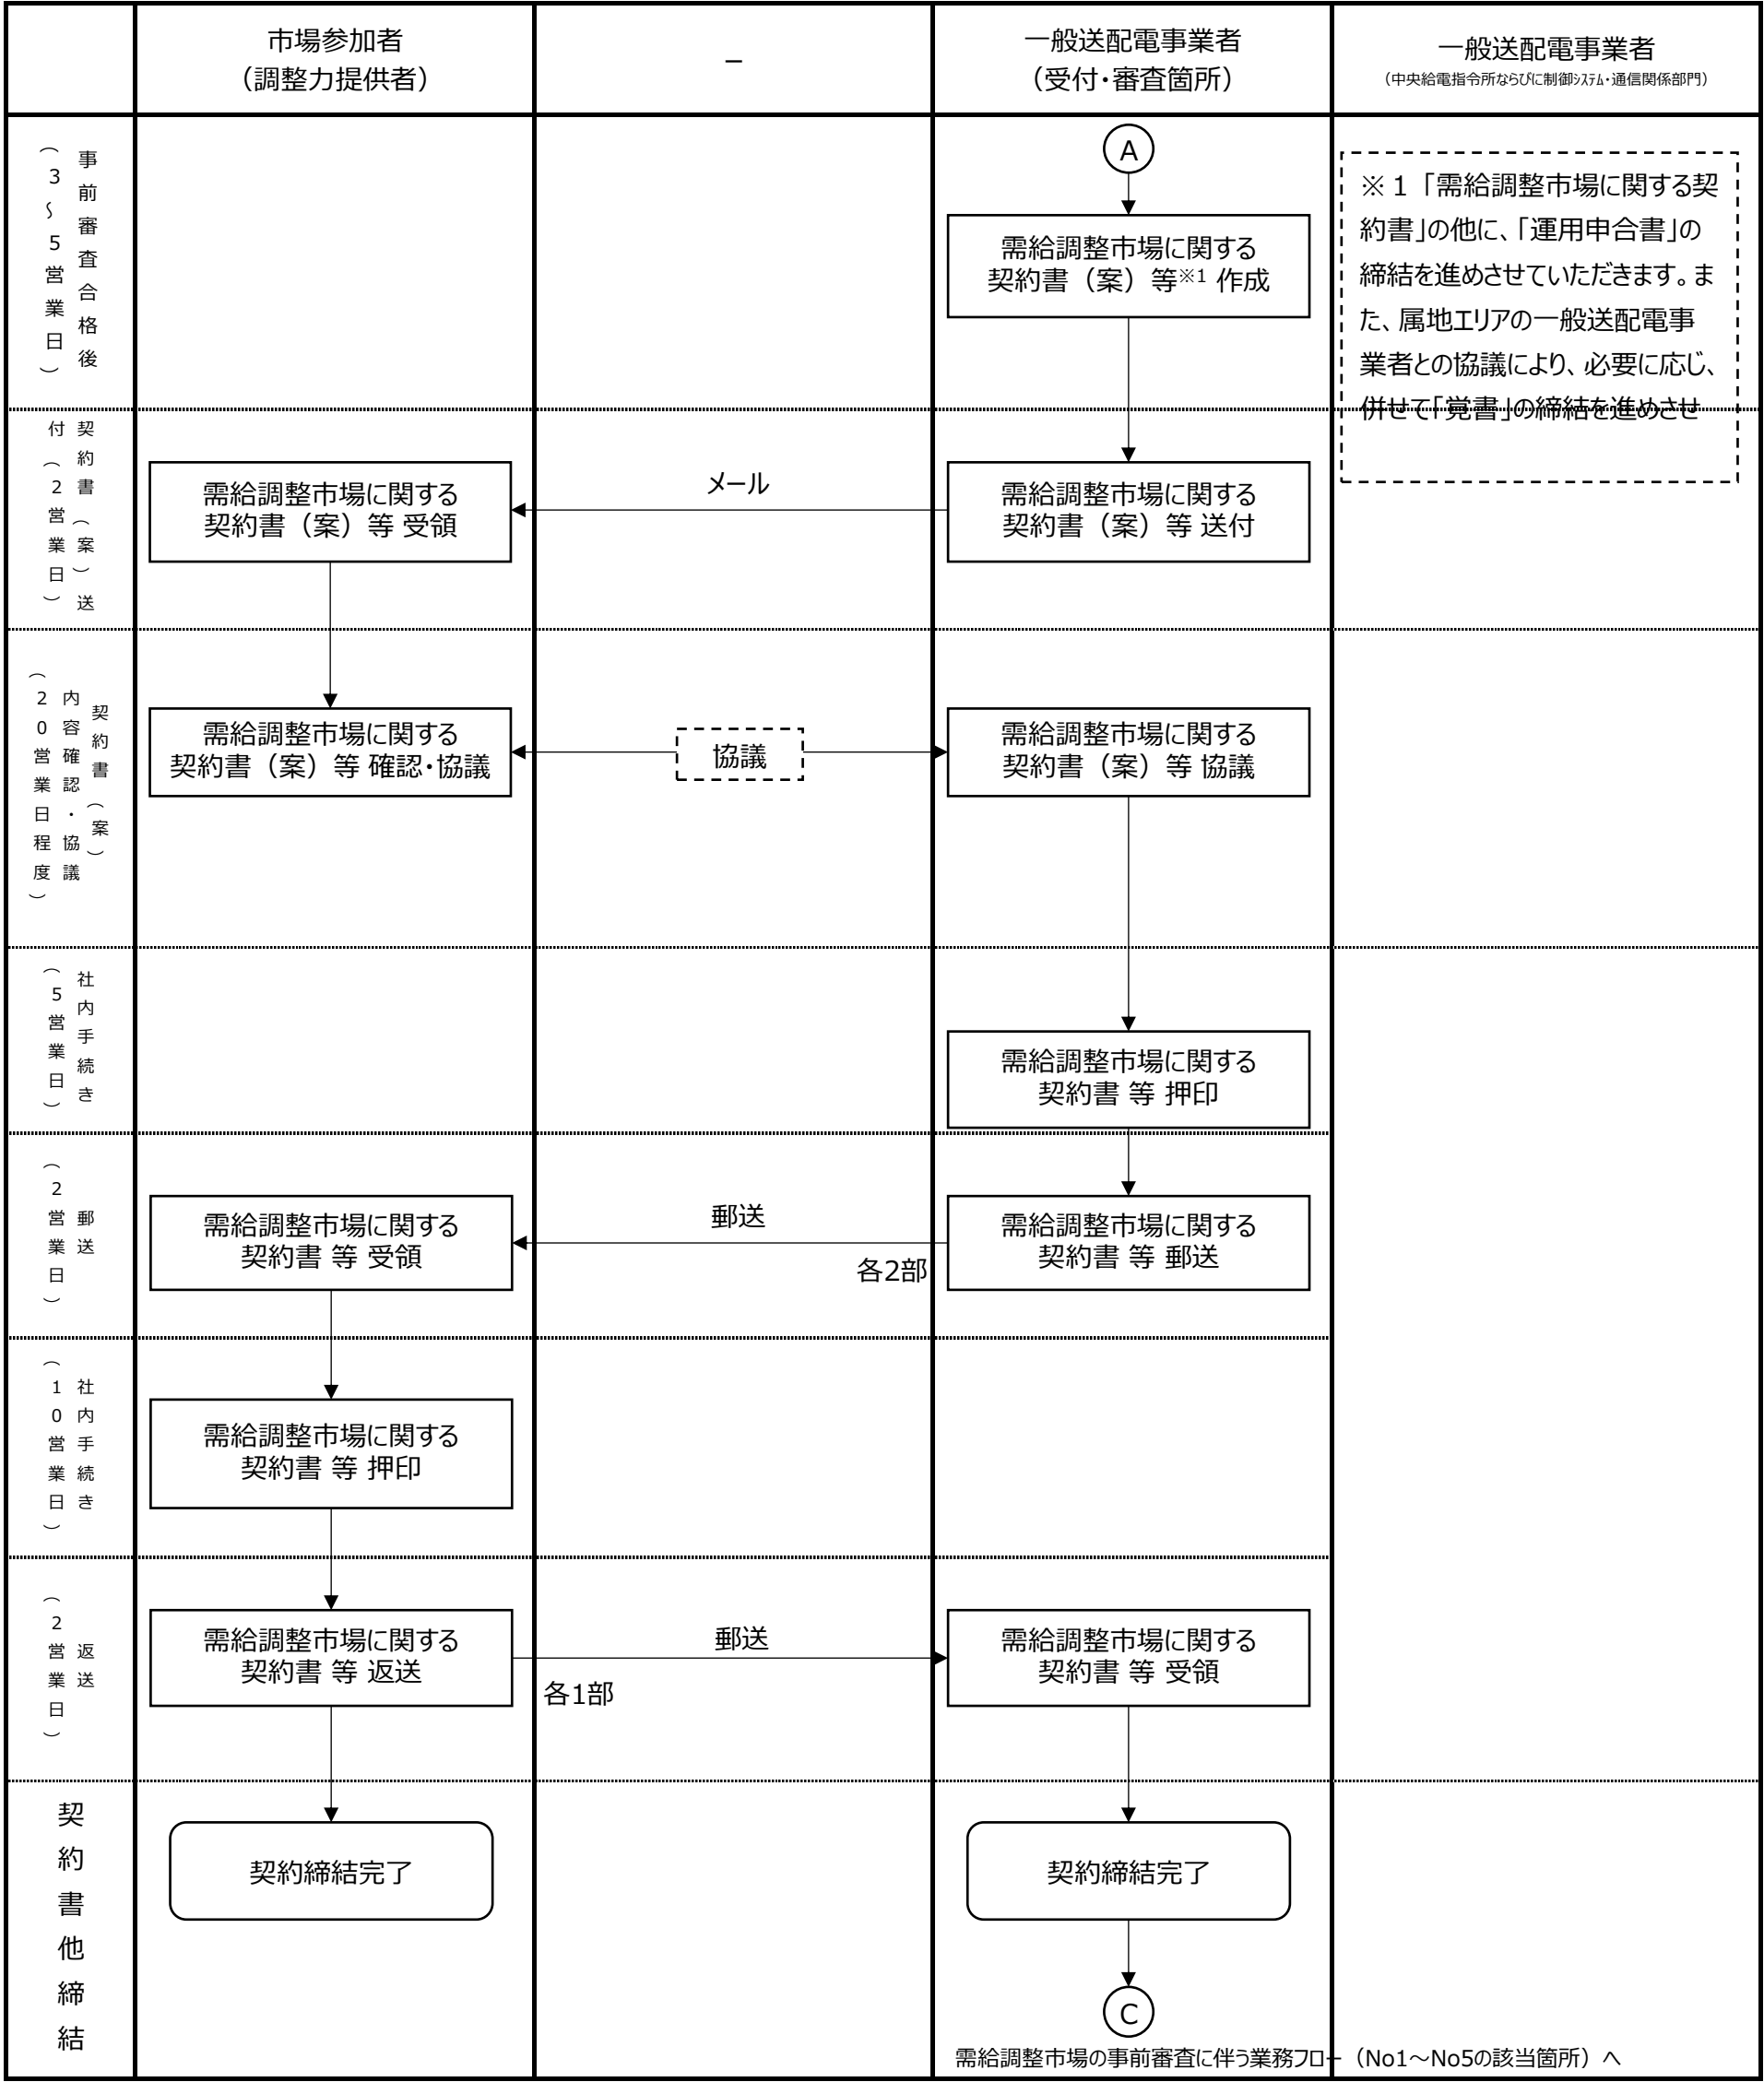 市場参加者
（調整力提供者）
－
一般送配電事業者
（受付・審査箇所）
一般送配電事業者
（中央給電指令所ならびに制御ｼｽﾃﾑ・通信関係部門）
事前審査合格後
（3～5営業日）
A
需給調整市場に関する
契約書（案）等※1 作成
※１「需給調整市場に関する契
約書」の他に、「運用申合書」の
締結を進めさせていただきます。ま
た、属地エリアの一般送配電事
業者との協議により、必要に応じ、
併せて「覚書」の締結を進めさせ
契約書（案）送
付（2営業日）
需給調整市場に関する
契約書（案）等 受領
メール
需給調整市場に関する
契約書（案）等 送付
契約書（案）
内容確認・協議
（20営業日程度）
需給調整市場に関する
契約書（案）等 確認・協議
協議
需給調整市場に関する
契約書（案）等 協議
社内手続き
（5営業日）
需給調整市場に関する
契約書 等 押印
郵送
（2営業日）
需給調整市場に関する
契約書 等 受領
郵送
各2部
需給調整市場に関する
契約書 等 郵送
社内手続き
（10営業日）
需給調整市場に関する
契約書 等 押印
返送
（2営業日）
需給調整市場に関する
契約書 等 返送
郵送
各1部
需給調整市場に関する
契約書 等 受領
契約書他締結
契約締結完了
契約締結完了
C
需給調整市場の事前審査に伴う業務フロー（No1～No5の該当箇所）へ